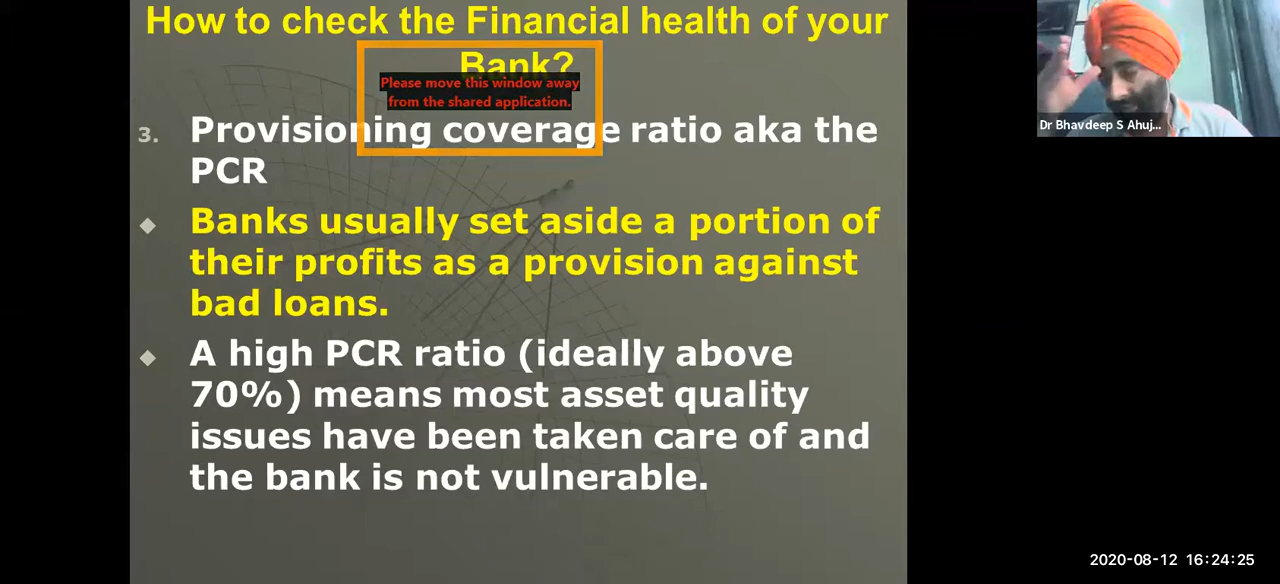 How to check the Financial health of your
Bank?
Please move this window away
from the shared application.
3. Provisioning coverage ratio aka the
PCR
◆ Banks usually set aside a portion of
their profits as a provision against
bad loans.
◆ A high PCR ratio (ideally above
70%) means most asset quality
issues have been taken care of and
the bank is not vulnerable.
Dr Bhavdeep S Ahuj...
2020-08-12 16:24:25